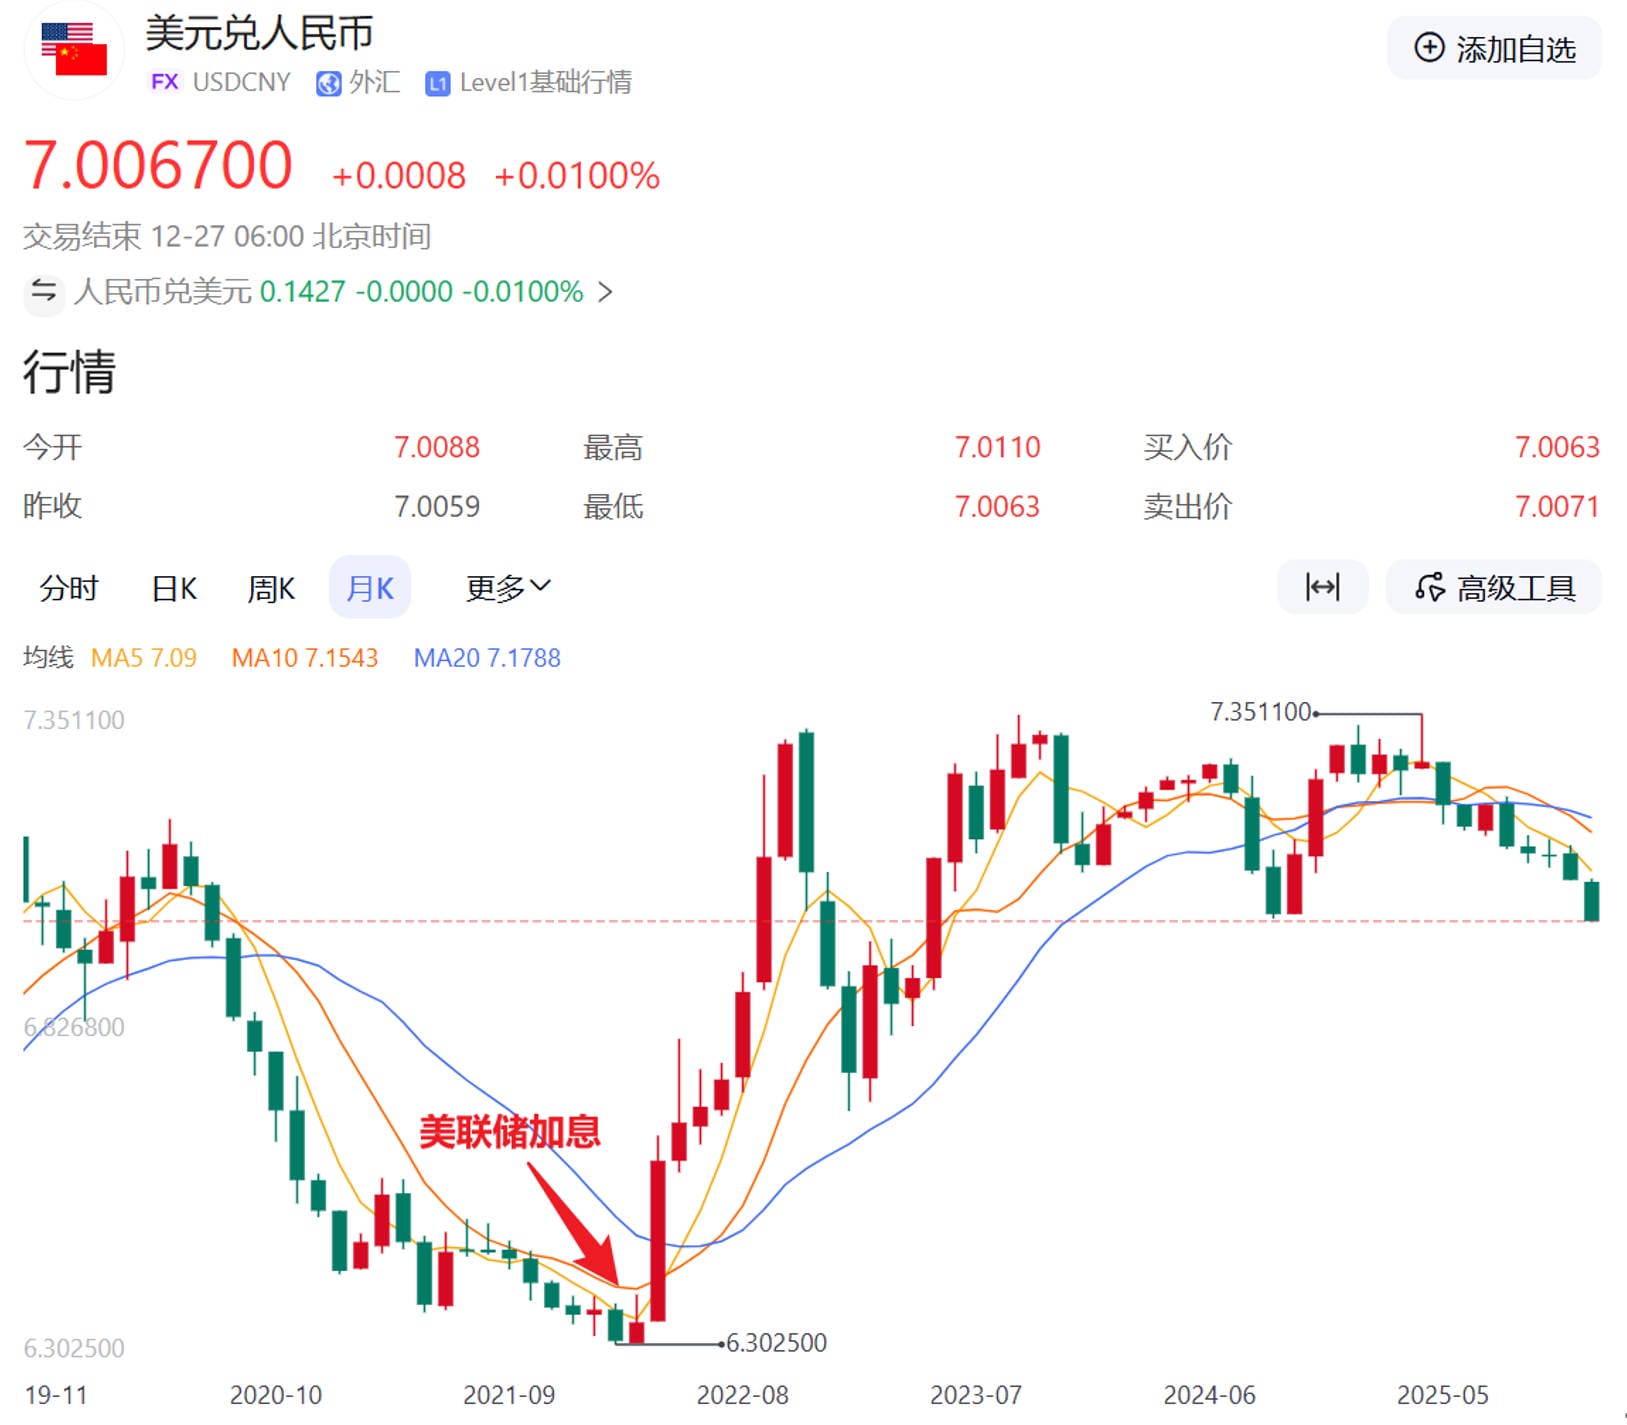 美元兑人民币
添加自选
FX USDCNY 外汇 L1 Level1基础行情
7.006700 +0.0008 +0.0100%
交易结束 12-27 06:00 北京时间
人民币兑美元 0.1427 -0.0000 -0.0100%
行情
今开 7.0088 最高 7.0110 买入价 7.0063
昨收 7.0059 最低 7.0063 卖出价 7.0071
分时 日K 周K 月K 更多 高级工具
均线 MA5 7.09 MA10 7.1543 MA20 7.1788
7.351100
7.351100
6.826800
美联储加息
6.302500
6.302500
19-11 2020-10 2021-09 2022-08 2023-07 2024-06 2025-05